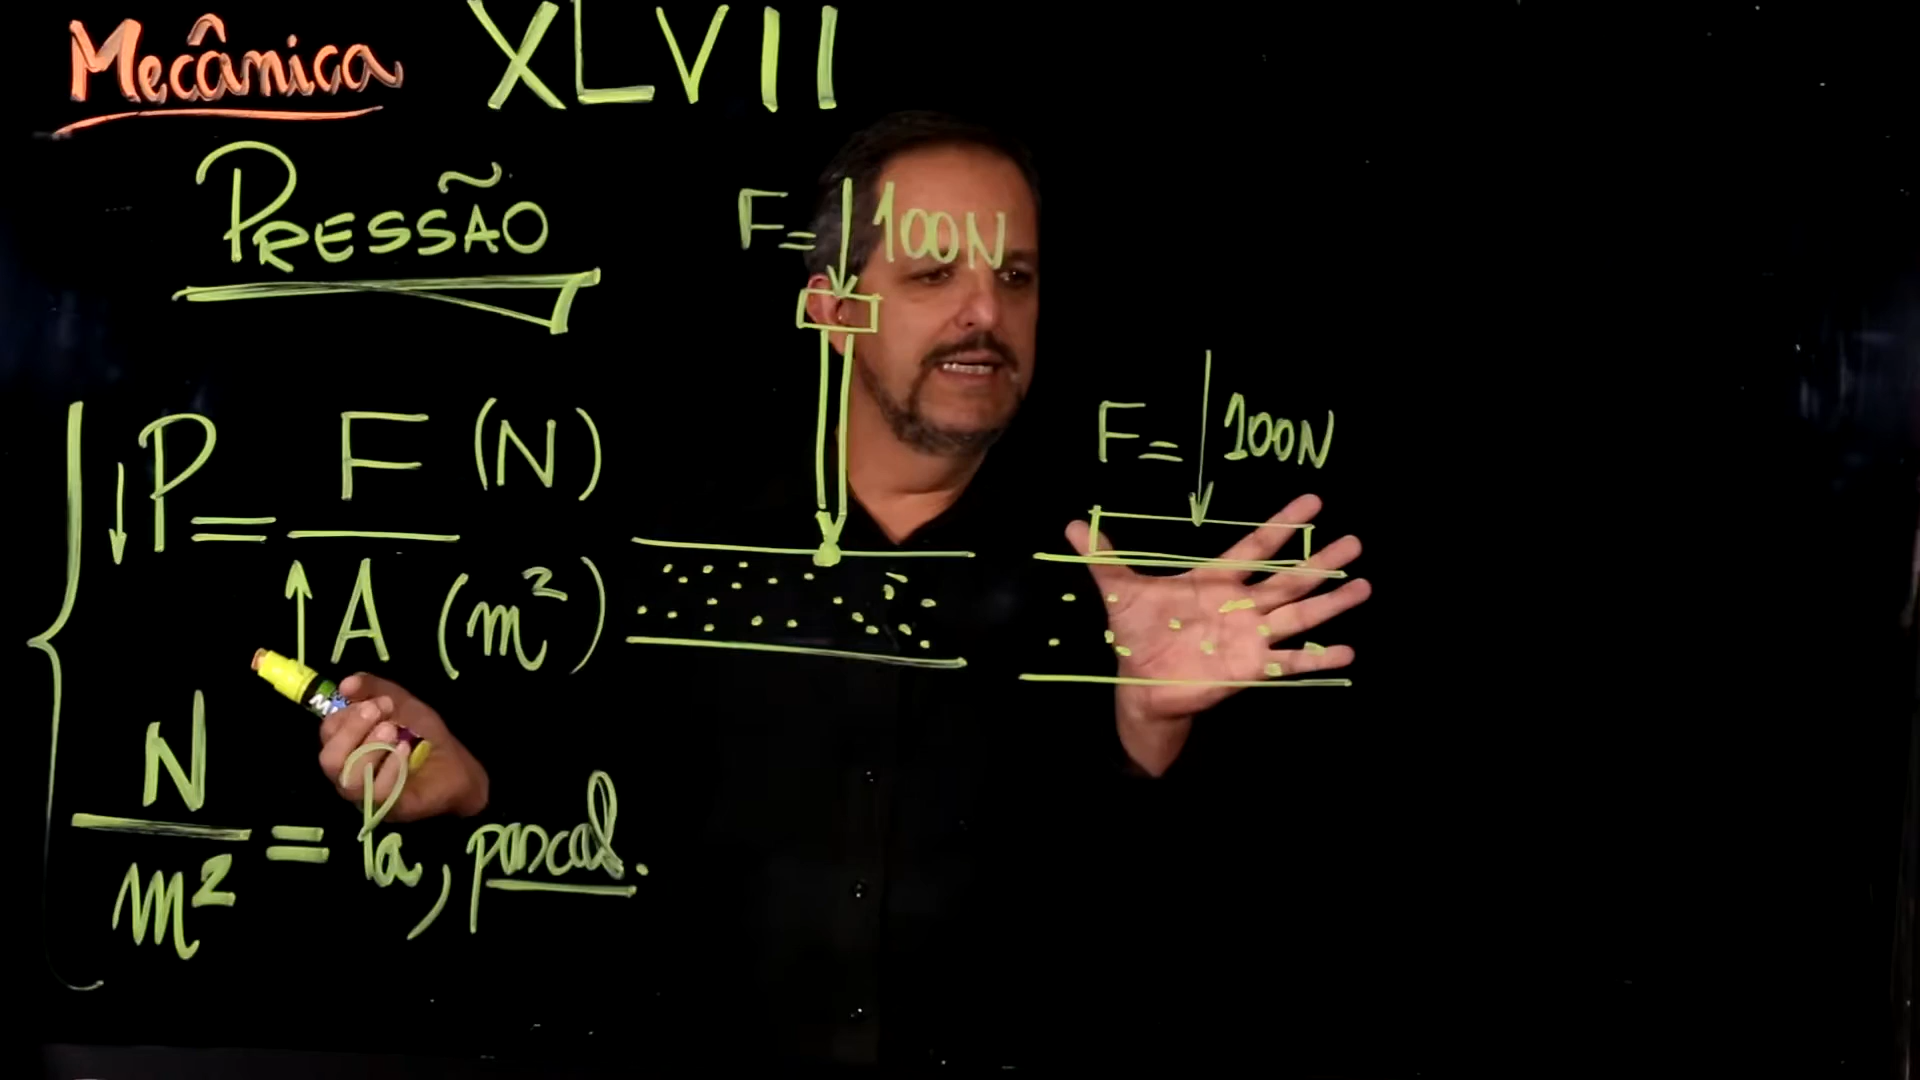 Mecânica XLVII
PRESSÃO
F= 100N
F= 100N
P = F (N)
A (m²)
N
m² = Pa, pascal.